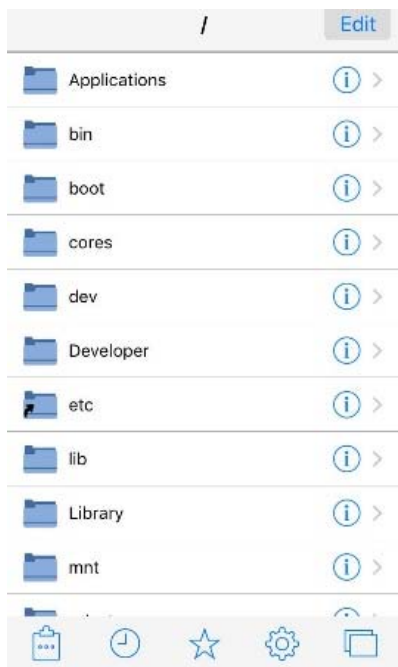 /
Edit
Applications
bin
boot
cores
dev
Developer
etc
lib
Library
mnt